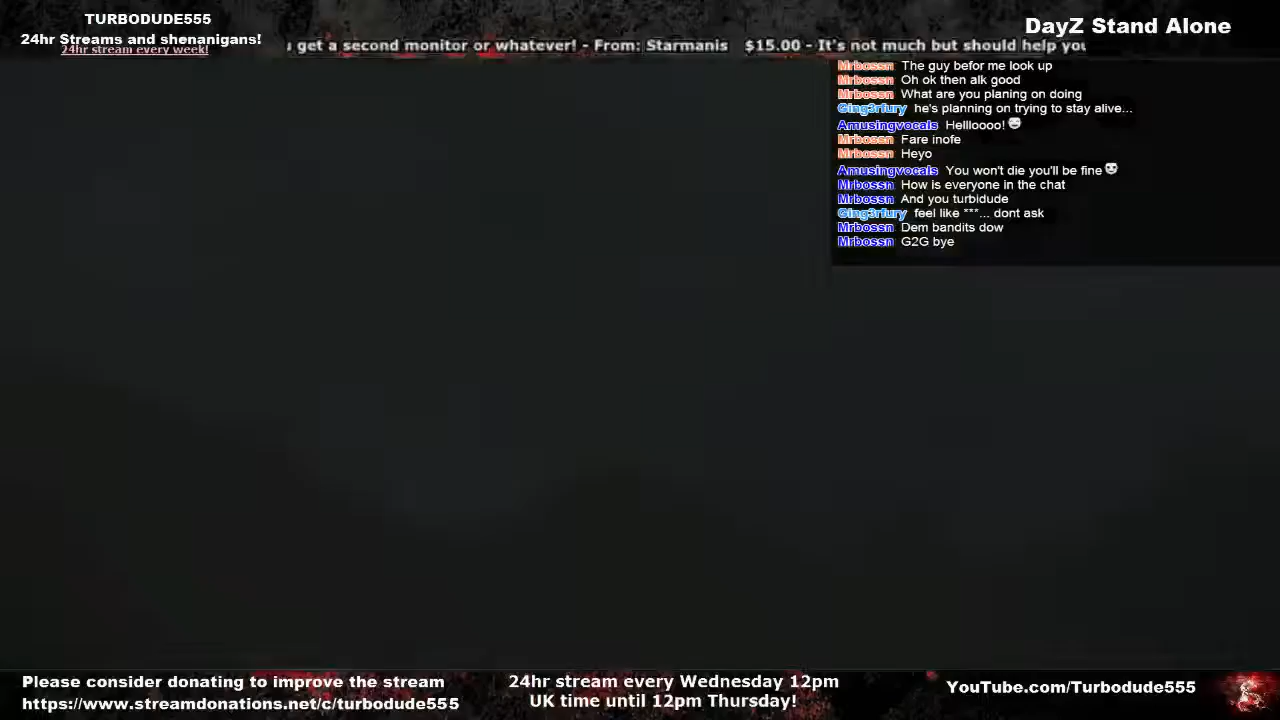 TURBODUDE555
24hr Streams and shenanigans!
24hr stream every week!
get a second monitor or whatever! - From: Starmanis $15.00 - It's not much but should help you
DayZ Stand Alone
Mrbossn The guy befor me look up
Mrbossn Oh ok then alk good
Mrbossn What are you planing on doing
Ging3rfury he's planning on trying to stay alive...
Amusingvocals Hellloooo!
Mrbossn Fare inofe
Mrbossn Heyo
Amusingvocals You won't die you'll be fine
Mrbossn How is everyone in the chat
Mrbossn And you turbidude
Ging3rfury feel like ***... dont ask
Mrbossn Dem bandits dow
Mrbossn G2G bye
Please consider donating to improve the stream
https://www.streamdonations.net/c/turbodude555
24hr stream every Wednesday 12pm
UK time until 12pm Thursday!
YouTube.com/Turbodude555